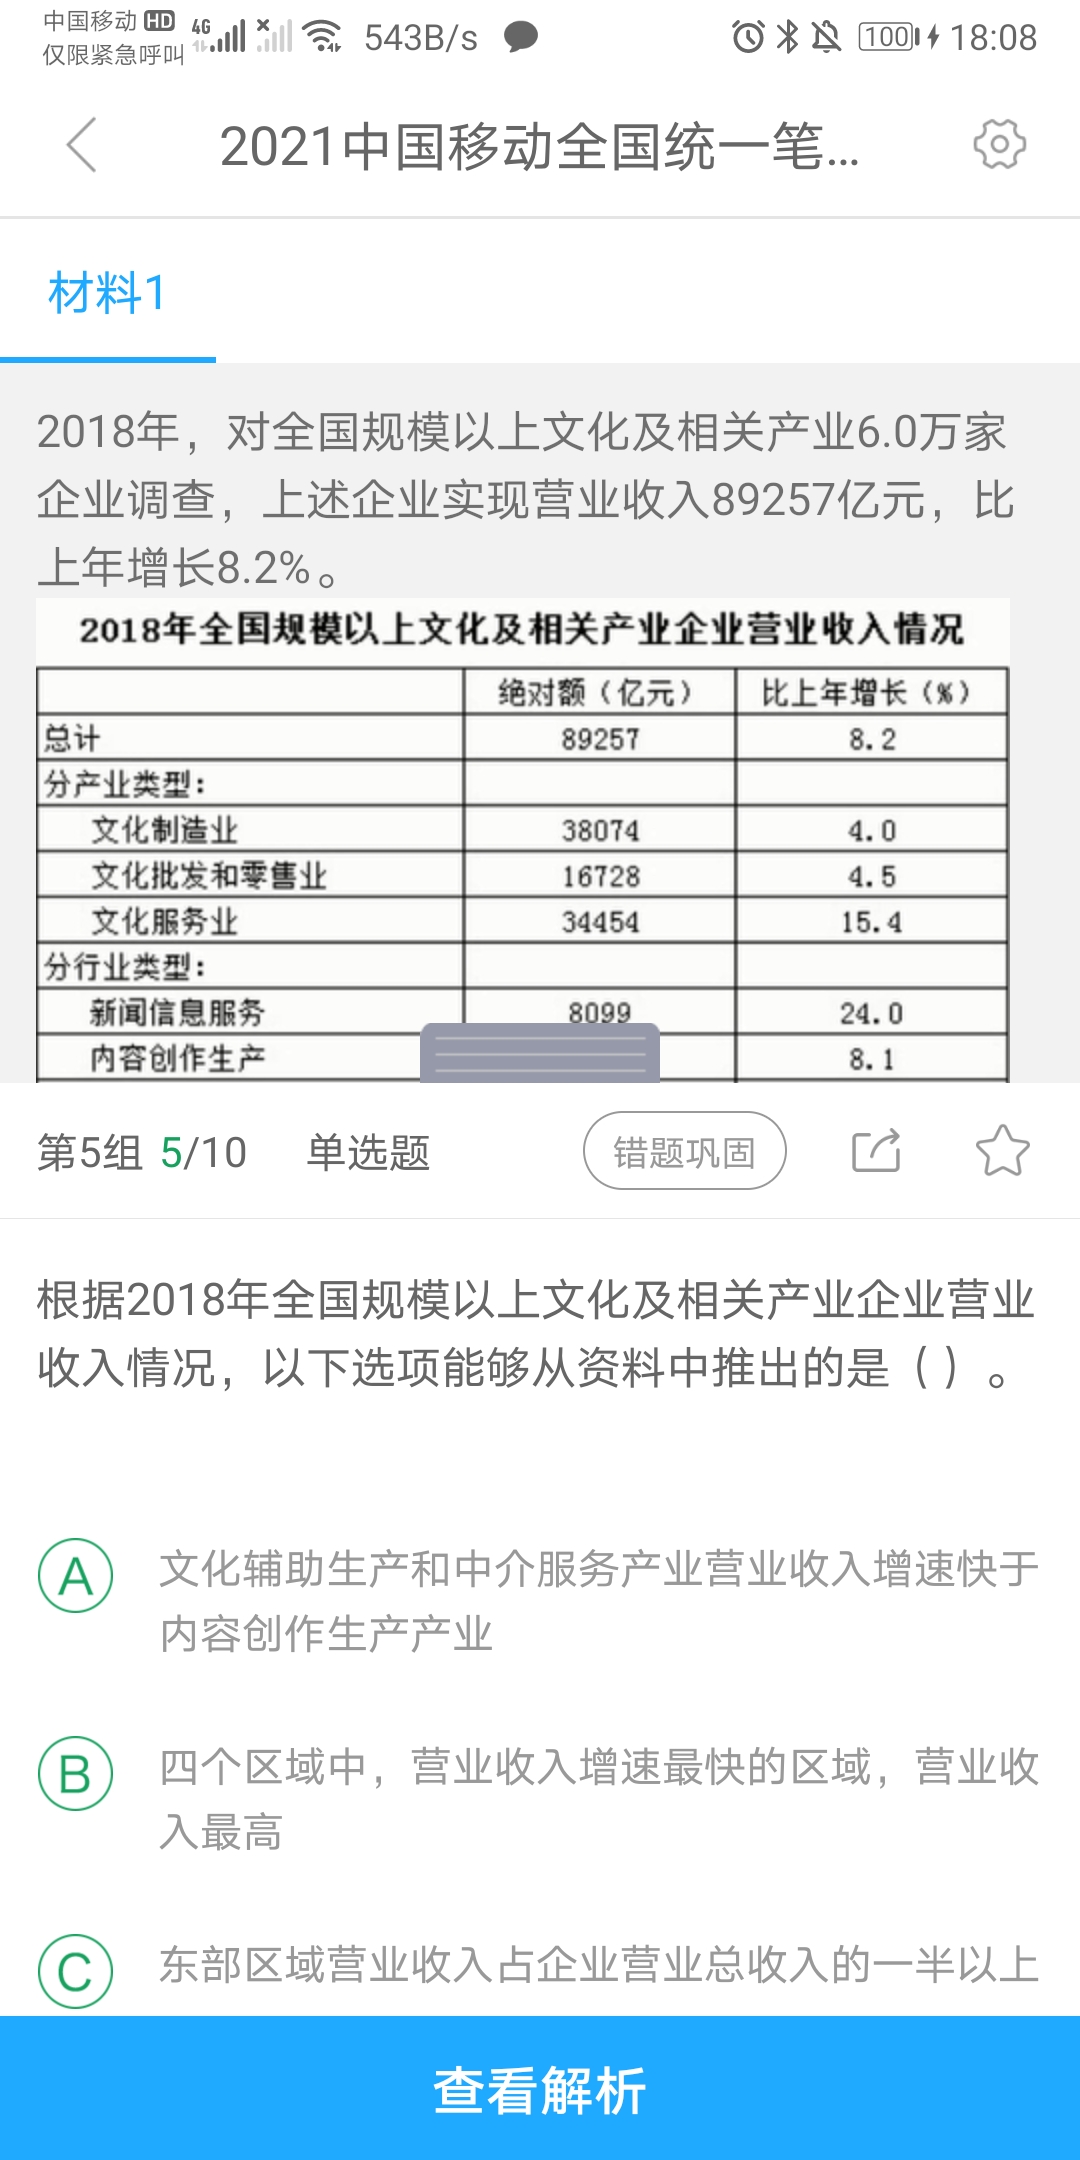 中国移动 HD 4G 543B/s 100 18:08
仅限紧急呼叫
2021中国移动全国统一笔...
材料1
2018年，对全国规模以上文化及相关产业6.0万家
企业调查，上述企业实现营业收入89257亿元，比
上年增长8.2%。
2018年全国规模以上文化及相关产业企业营业收入情况
绝对额（亿元） 比上年增长（%）
总计 89257 8.2
分产业类型：
文化制造业 38074 4.0
文化批发和零售业 16728 4.5
文化服务业 34454 15.4
分行业类型：
新闻信息服务 8099 24.0
内容创作生产 8.1
第5组 5/10 单选题 错题巩固
根据2018年全国规模以上文化及相关产业企业营业
收入情况，以下选项能够从资料中推出的是（）。
A 文化辅助生产和中介服务产业营业收入增速快于
内容创作生产产业
B 四个区域中，营业收入增速最快的区域，营业收
入最高
C 东部区域营业收入占企业营业总收入的一半以上
查看解析